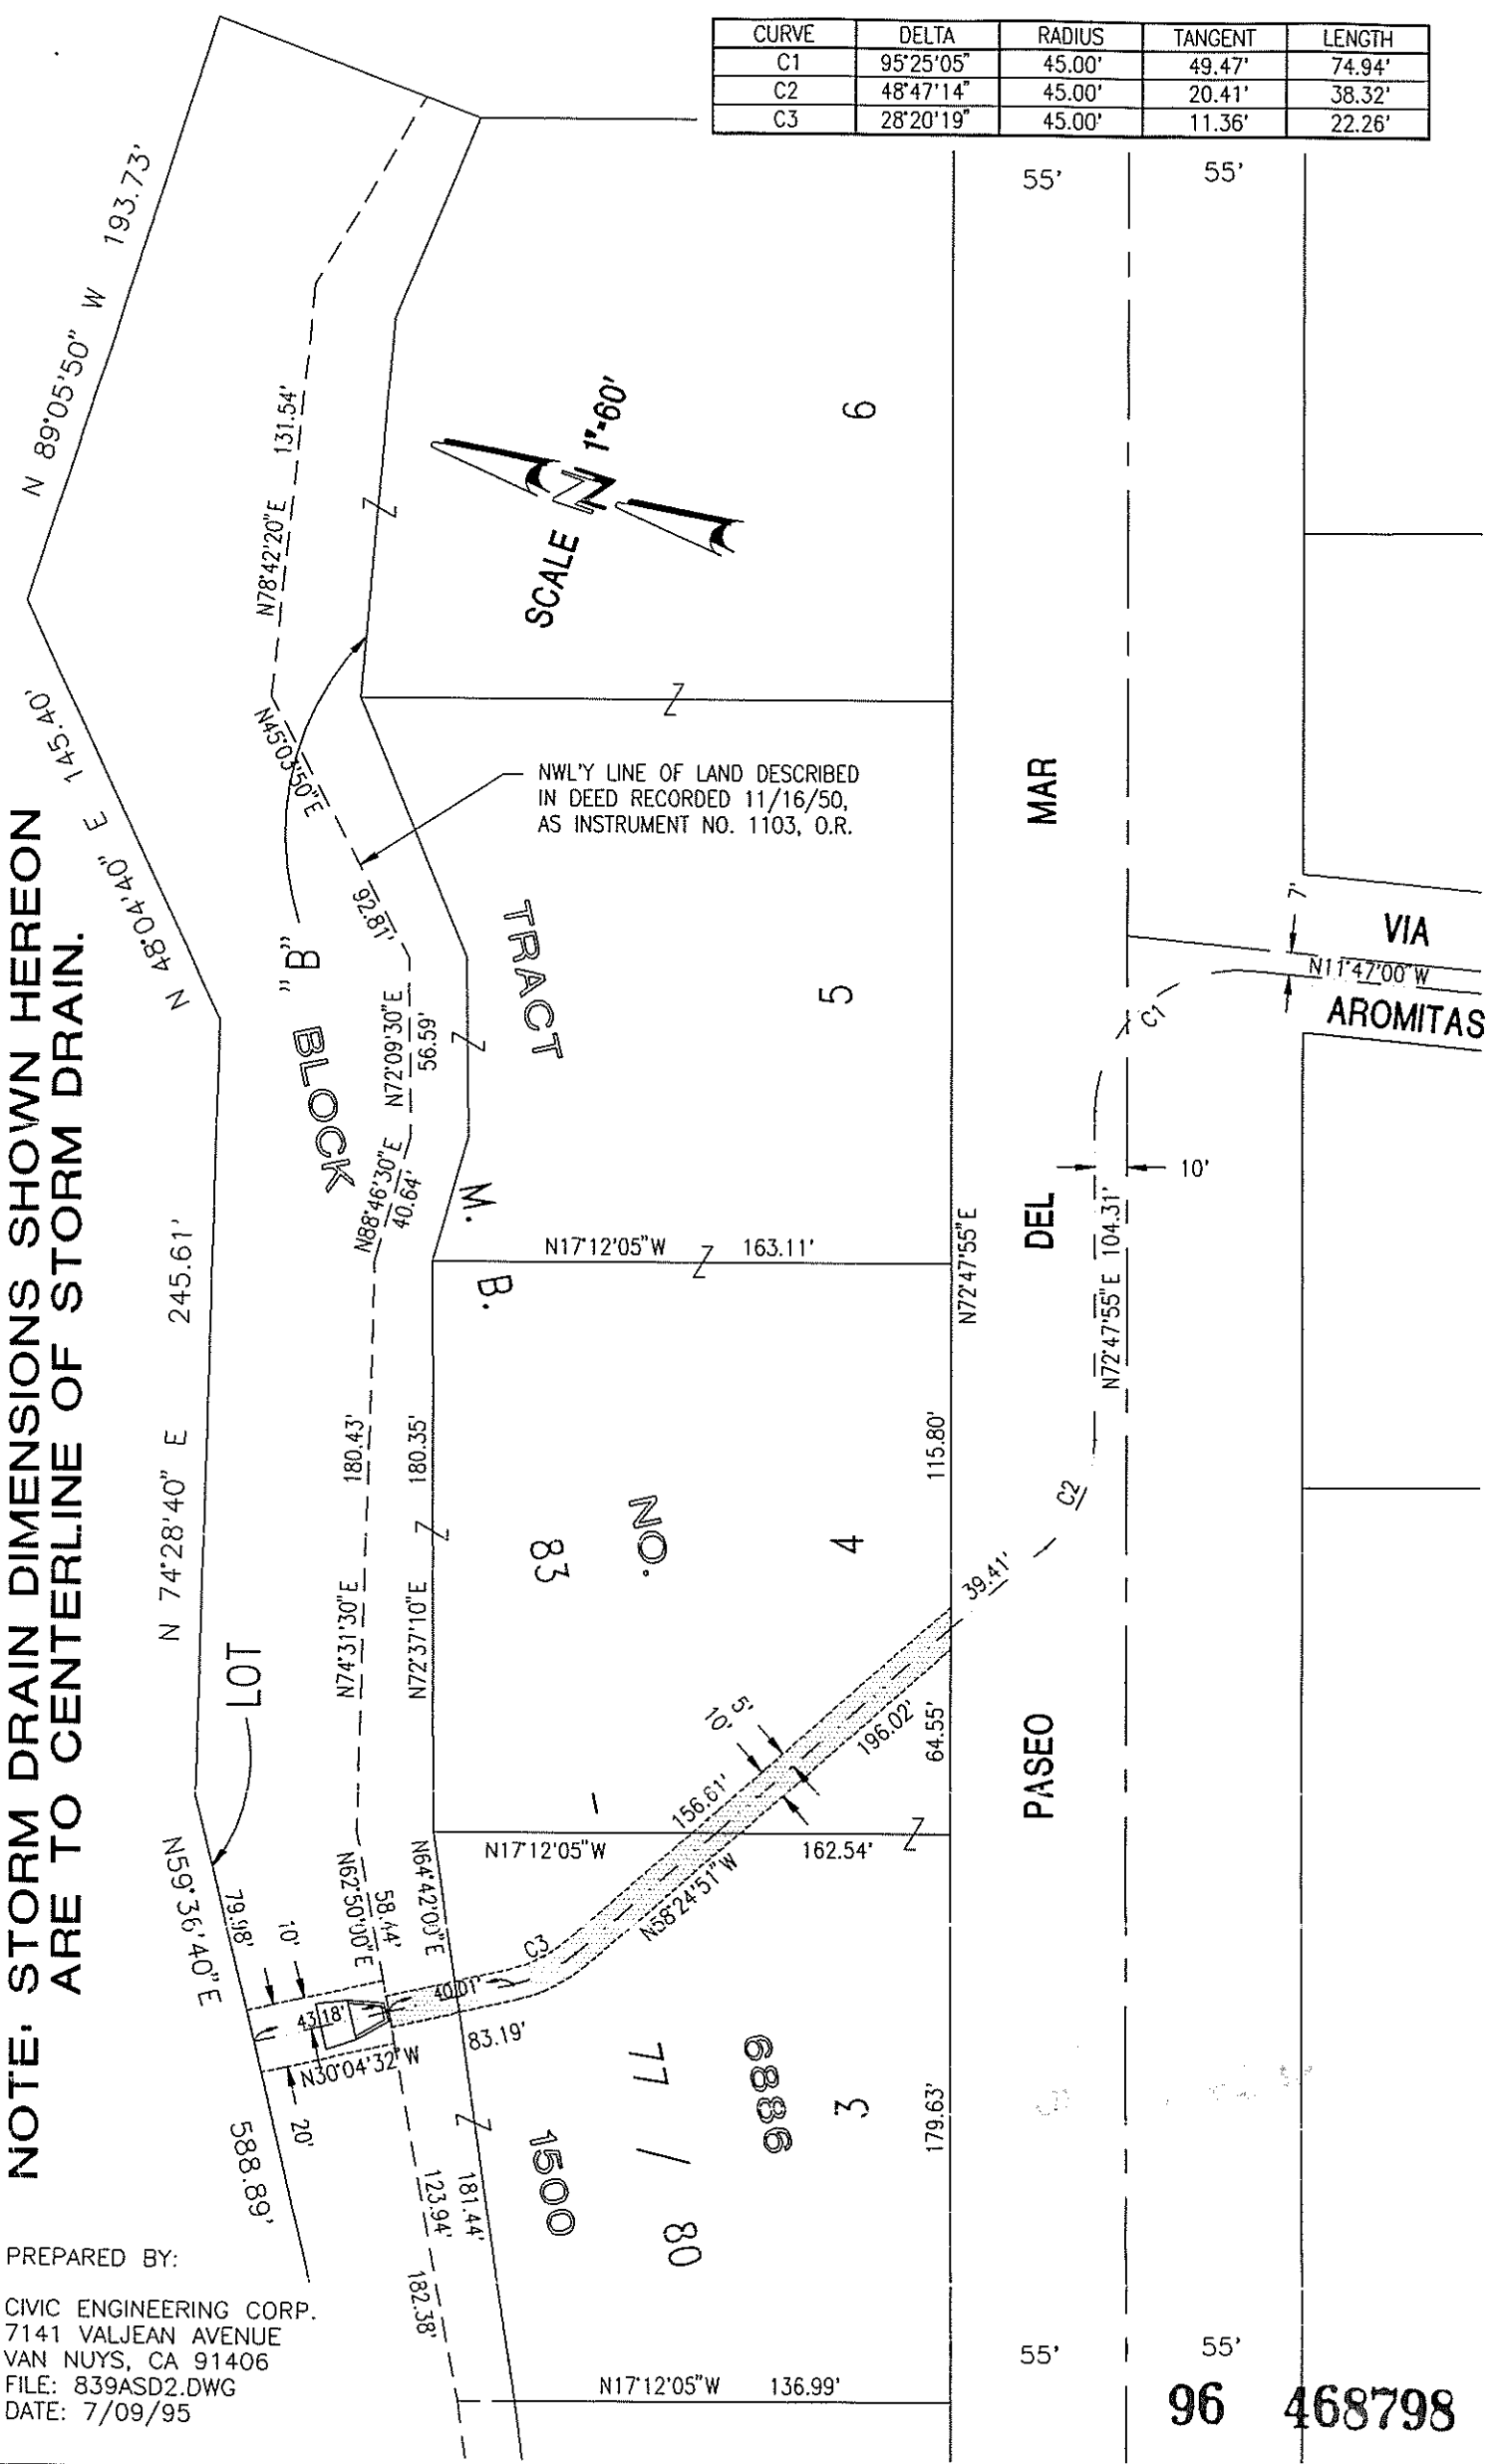 CURVE DELTA RADIUS TANGENT LENGTH
C1 95°25'05" 45.00' 49.47' 74.94'
C2 48°47'14" 45.00' 20.41' 38.32'
C3 28°20'19" 45.00' 11.36' 22.26'
55' 55'
N 89°05'50" W 193.73'
N78°42'20"E 131.54'
6
SCALE 1"=60'
N
N 48°04'40" E 145.40'
N45°03'50"E
92.81'
NWL'Y LINE OF LAND DESCRIBED
IN DEED RECORDED 11/16/50,
AS INSTRUMENT NO. 1103, O.R.
"B"
BLOCK
TRACT
5
MAR
7'
VIA
N11°47'00"W
AROMITAS
C1
N72°09'30"E
56.59'
N88°46'30"E
40.64'
M.
B.
N17°12'05"W 163.11'
N72°47'55"E
DEL
10'
N72°47'55"E 104.31'
NOTE: STORM DRAIN DIMENSIONS SHOWN HEREON
ARE TO CENTERLINE OF STORM DRAIN.
N 74°28'40" E 245.61'
N74°31'30"E 180.43'
N72°37'10"E 180.35'
NO.
83
4
115.80'
C2
39.41'
LOT
5'
10'
196.02'
64.55'
PASEO
156.61'
N17°12'05"W 162.54'
N58°24'51"W
N59°36'40"E
79.98'
10'
N62°50'00"E
58.44'
N64°42'00"E
C3
43.18'
40.01'
83.19'
N30°04'32"W
20'
588.89'
77 / 80
6886
3
179.63'
1500
181.44'
123.94'
182.38'
N17°12'05"W 136.99'
55' 55'
PREPARED BY:
CIVIC ENGINEERING CORP.
7141 VALJEAN AVENUE
VAN NUYS, CA 91406
FILE: 839ASD2.DWG
DATE: 7/09/95
96 468798